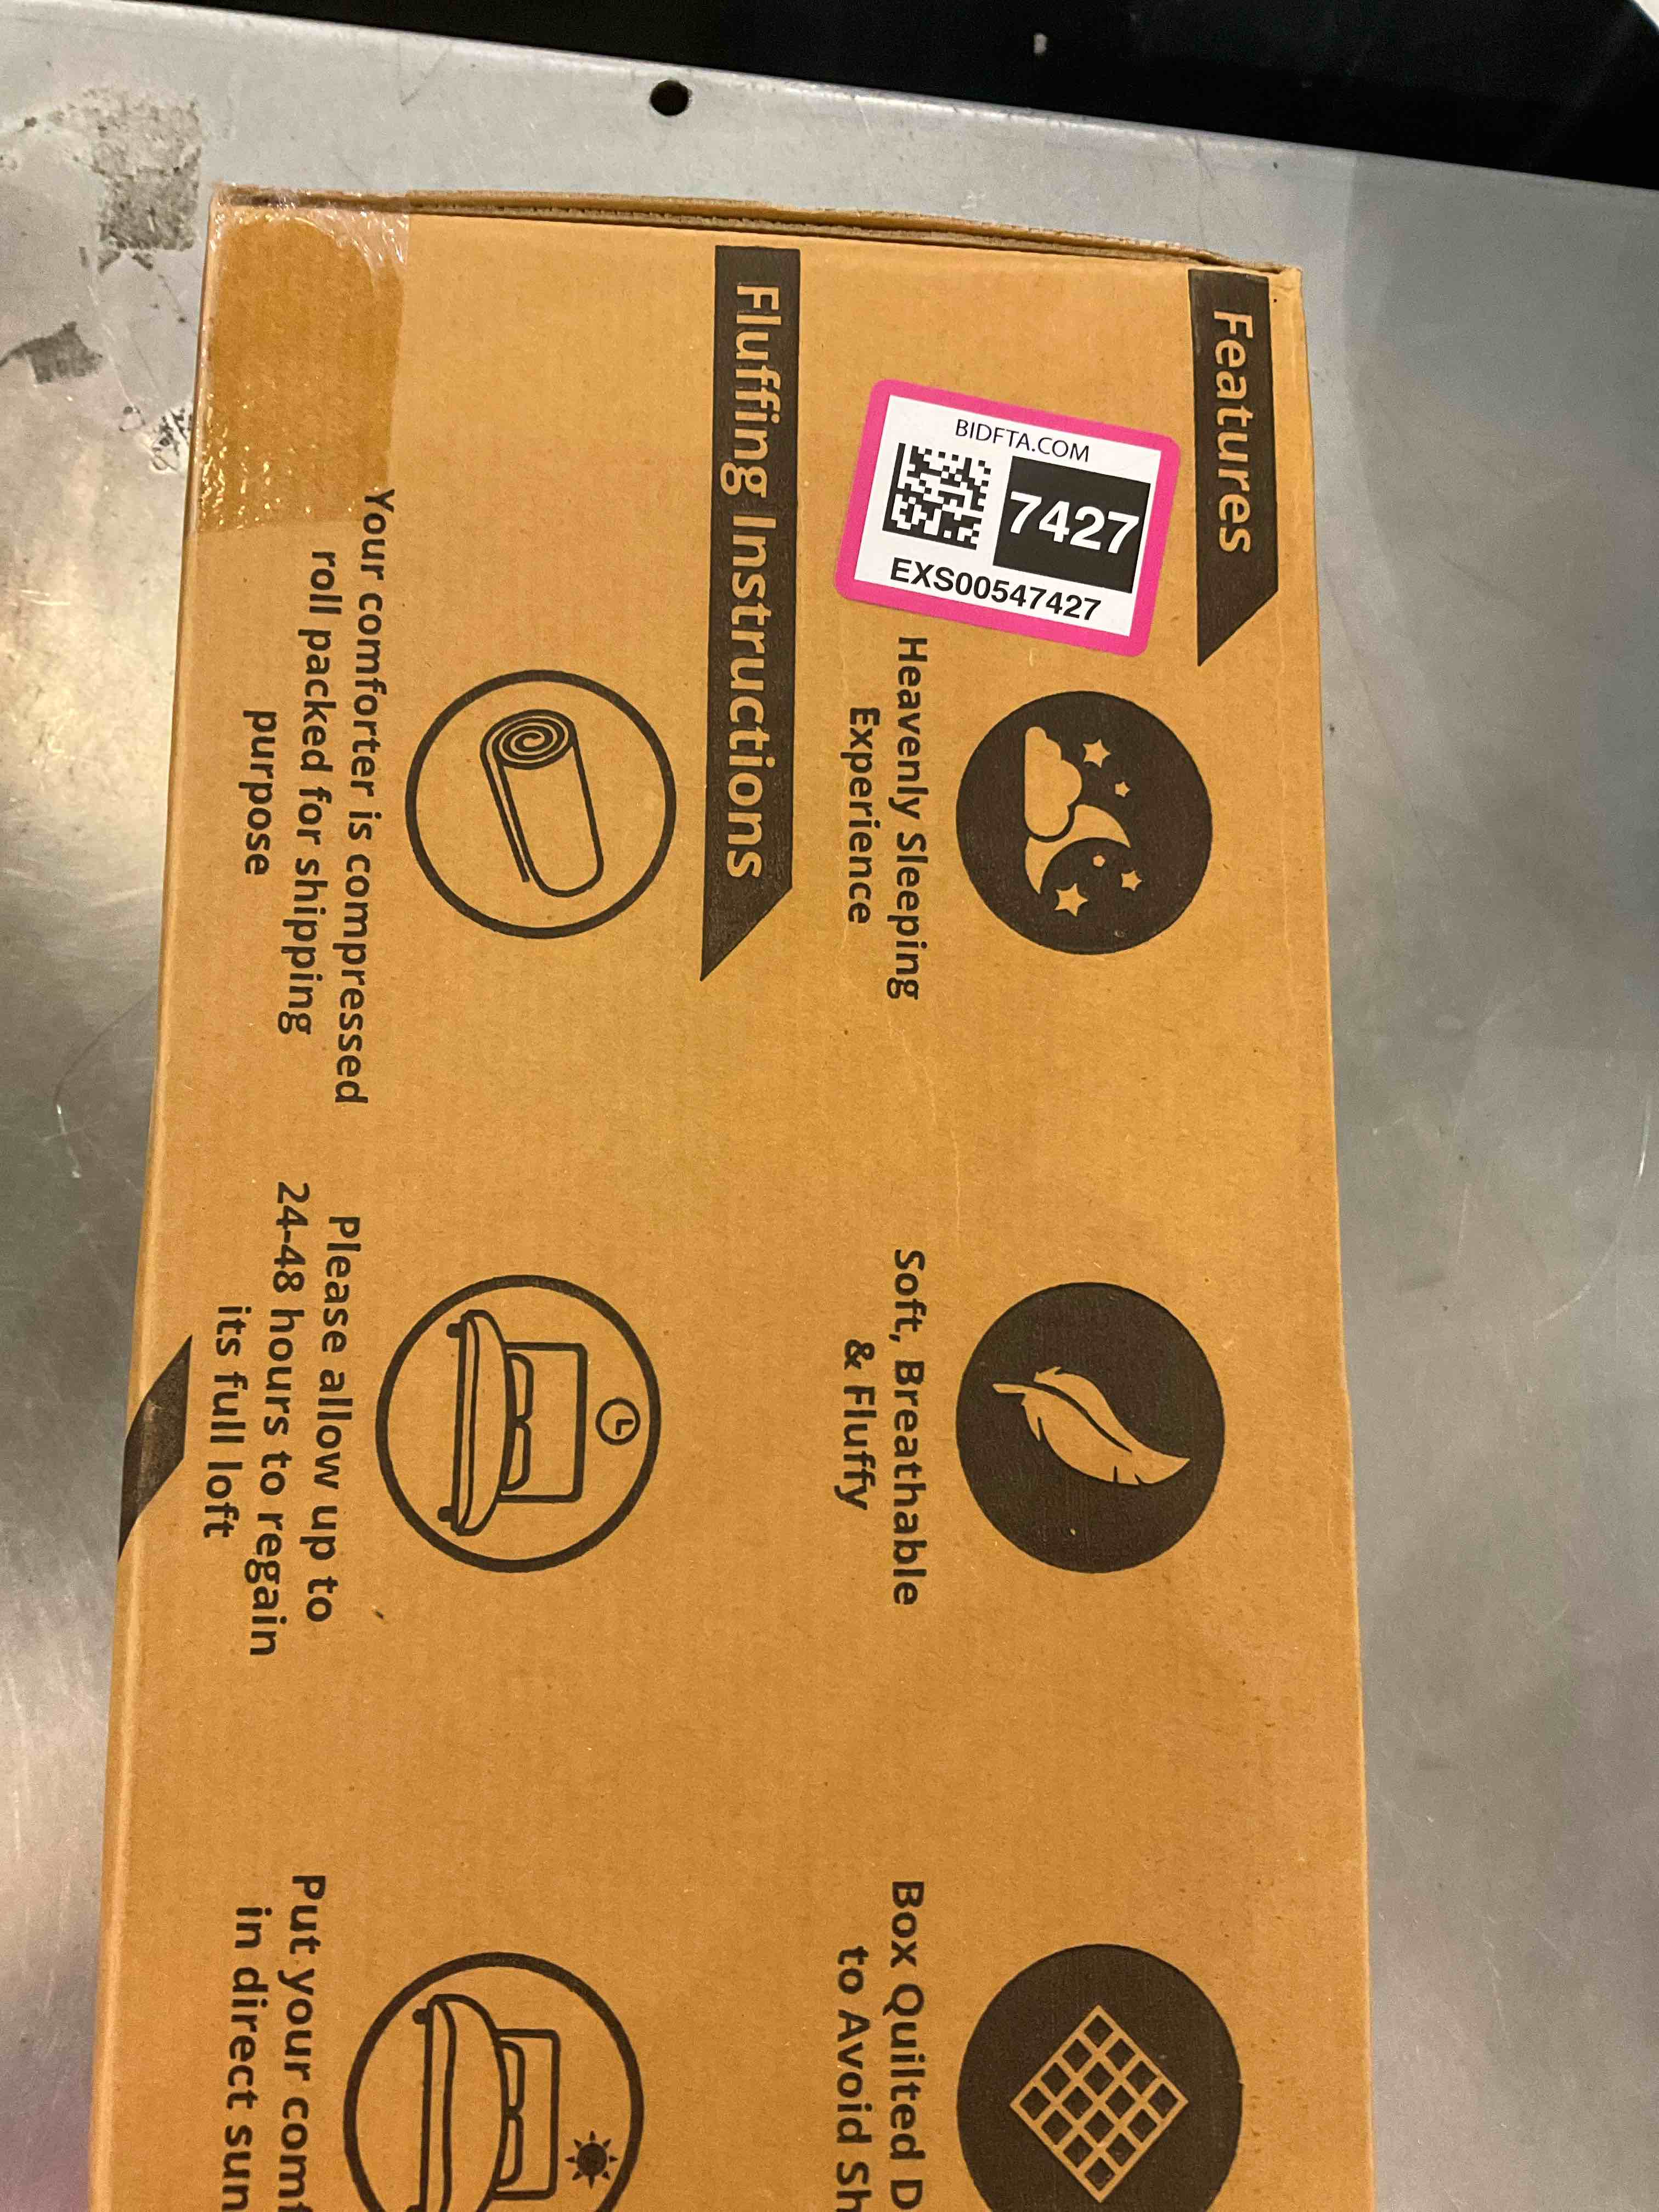 Features
BIDFTA.COM
7427
EXS00547427
Heavenly Sleeping
Experience
Soft, Breathable
& Fluffy
Box Quilted D
to Avoid Sh
Fluffing Instructions
Your comforter is compressed
roll packed for shipping
purpose
Please allow up to
24-48 hours to regain
its full loft
Put your comf
in direct sun